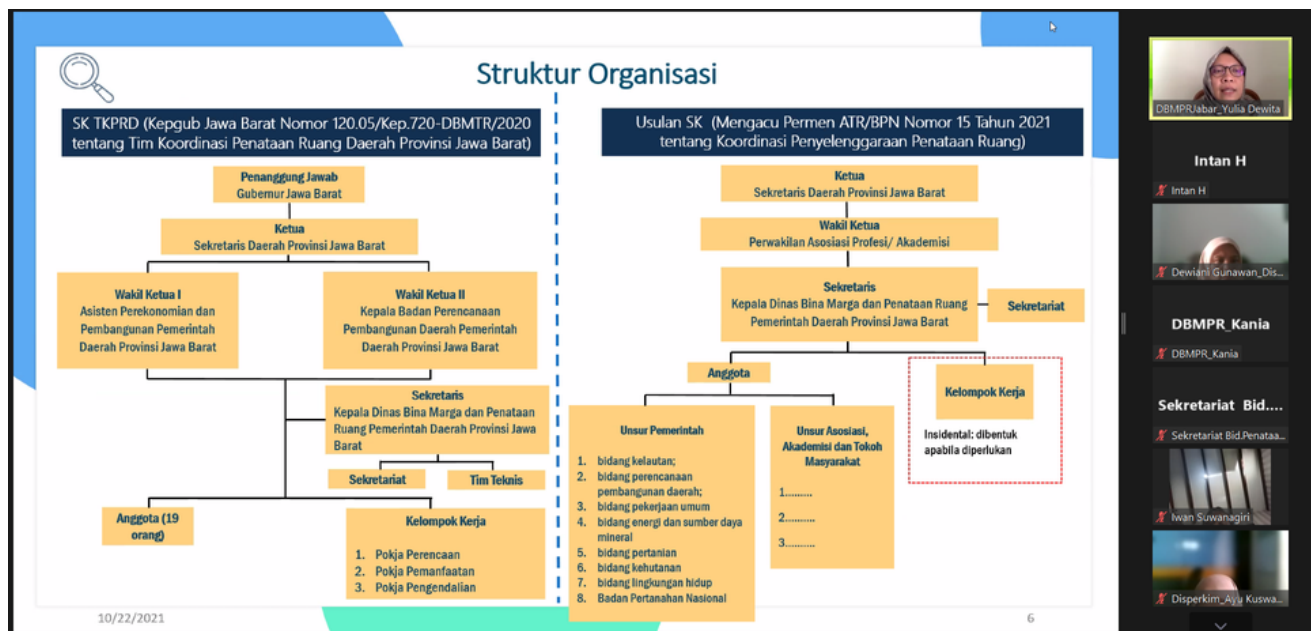 Struktur Organisasi
SK TKPRD (Kepgub Jawa Barat Nomor 120.05/Kep.720-DBMTR/2020
tentang Tim Koordinasi Penataan Ruang Daerah Provinsi Jawa Barat)
Penanggung Jawab
Gubernur Jawa Barat
Ketua
Sekretaris Daerah Provinsi Jawa Barat
Wakil Ketua I
Asisten Perekonomian dan
Pembangunan Pemerintah
Daerah Provinsi Jawa Barat
Wakil Ketua II
Kepala Badan Perencanaan
Pembangunan Daerah Pemerintah
Daerah Provinsi Jawa Barat
Sekretaris
Kepala Dinas Bina Marga dan Penataan
Ruang Pemerintah Daerah Provinsi Jawa
Barat
Sekretariat
Tim Teknis
Anggota (19
orang)
Kelompok Kerja
1. Pokja Perencaan
2. Pokja Pemanfaatan
3. Pokja Pengendalian
Usulan SK (Mengacu Permen ATR/BPN Nomor 15 Tahun 2021
tentang Koordinasi Penyelenggaraan Penataan Ruang)
Ketua
Sekretaris Daerah Provinsi Jawa Barat
Wakil Ketua
Perwakilan Asosiasi Profesi/ Akademisi
Sekretaris
Kepala Dinas Bina Marga dan Penataan Ruang
Pemerintah Daerah Provinsi Jawa Barat
Sekretariat
Anggota
Kelompok Kerja
Insidental: dibentuk
apabila diperlukan
Unsur Pemerintah
1. bidang kelautan;
2. bidang perencanaan
pembangunan daerah;
3. bidang pekerjaan umum
4. bidang energi dan sumber daya
mineral
5. bidang pertanian
6. bidang kehutanan
7. bidang lingkungan hidup
8. Badan Pertanahan Nasional
Unsur Asosiasi,
Akademisi dan Tokoh
Masyarakat
1.........
2.........
3.........
10/22/2021
6
DBMPRJabar_Yulia Dewita
Intan H
Intan H
Dewiani Gunawan_Dis...
DBMPR_Kania
DBMPR_Kania
Sekretariat Bid....
Sekretariat Bid.Penataa...
Iwan Suwanagiri
Disperkim_Ayu Kuswa...